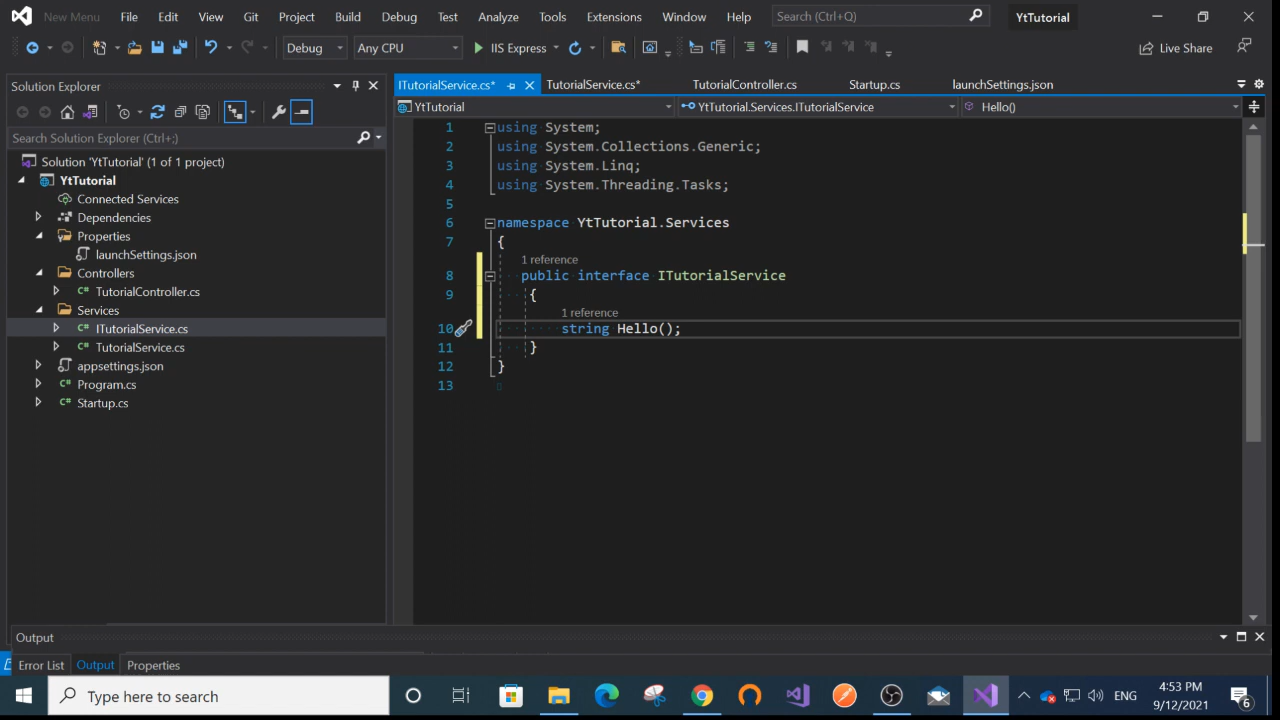 New Menu File Edit View Git Project Build Debug Test Analyze Tools Extensions Window Help Search (Ctrl+Q) YtTutorial
Debug Any CPU IIS Express Live Share
Solution Explorer
Search Solution Explorer (Ctrl+;)
Solution 'YtTutorial' (1 of 1 project)
YtTutorial
Connected Services
Dependencies
Properties
launchSettings.json
Controllers
C# TutorialController.cs
Services
C# ITutorialService.cs
C# TutorialService.cs
appsettings.json
C# Program.cs
C# Startup.cs
ITutorialService.cs* TutorialService.cs* TutorialController.cs Startup.cs launchSettings.json
YtTutorial YtTutorial.Services.ITutorialService Hello()
1 using System;
2 using System.Collections.Generic;
3 using System.Linq;
4 using System.Threading.Tasks;
5
6 namespace YtTutorial.Services
7 {
1 reference
8 public interface ITutorialService
9 {
1 reference
10 string Hello();
11 }
12 }
13
Output
Error List Output Properties
Type here to search
ENG
4:53 PM
9/12/2021
6